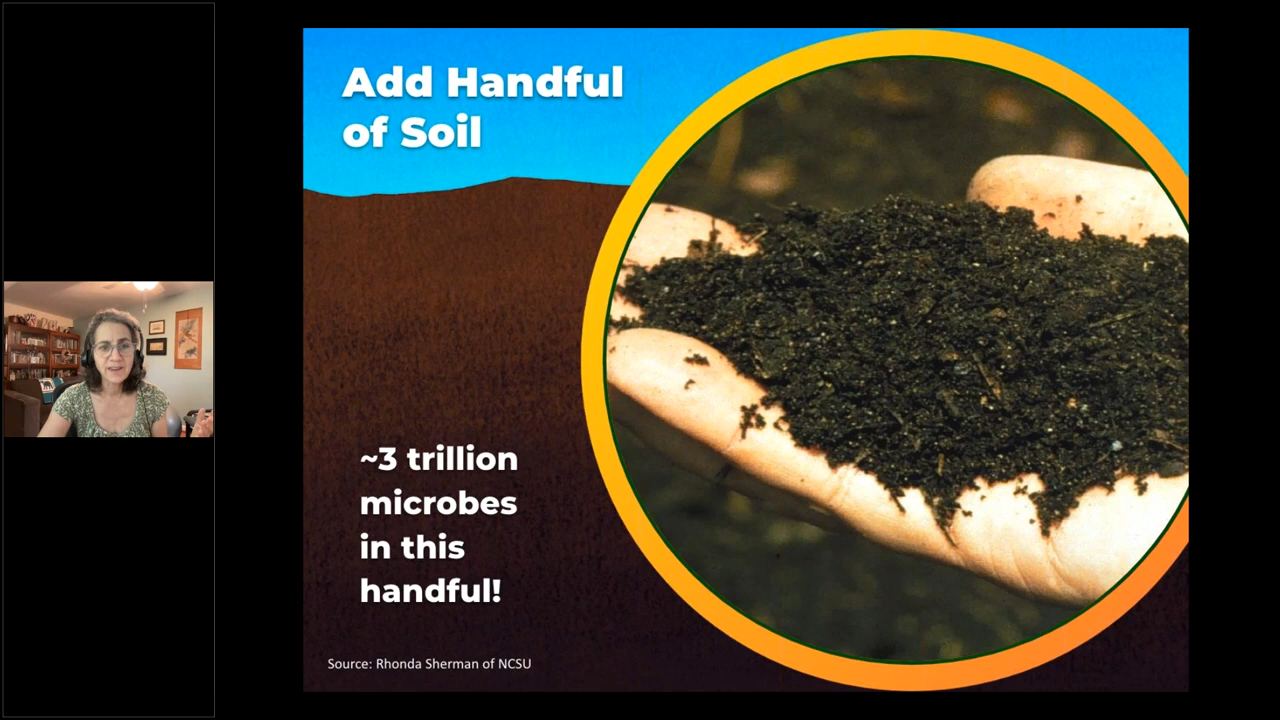 Add Handful
of Soil
~3 trillion
microbes
in this
handful!
Source: Rhonda Sherman of NCSU